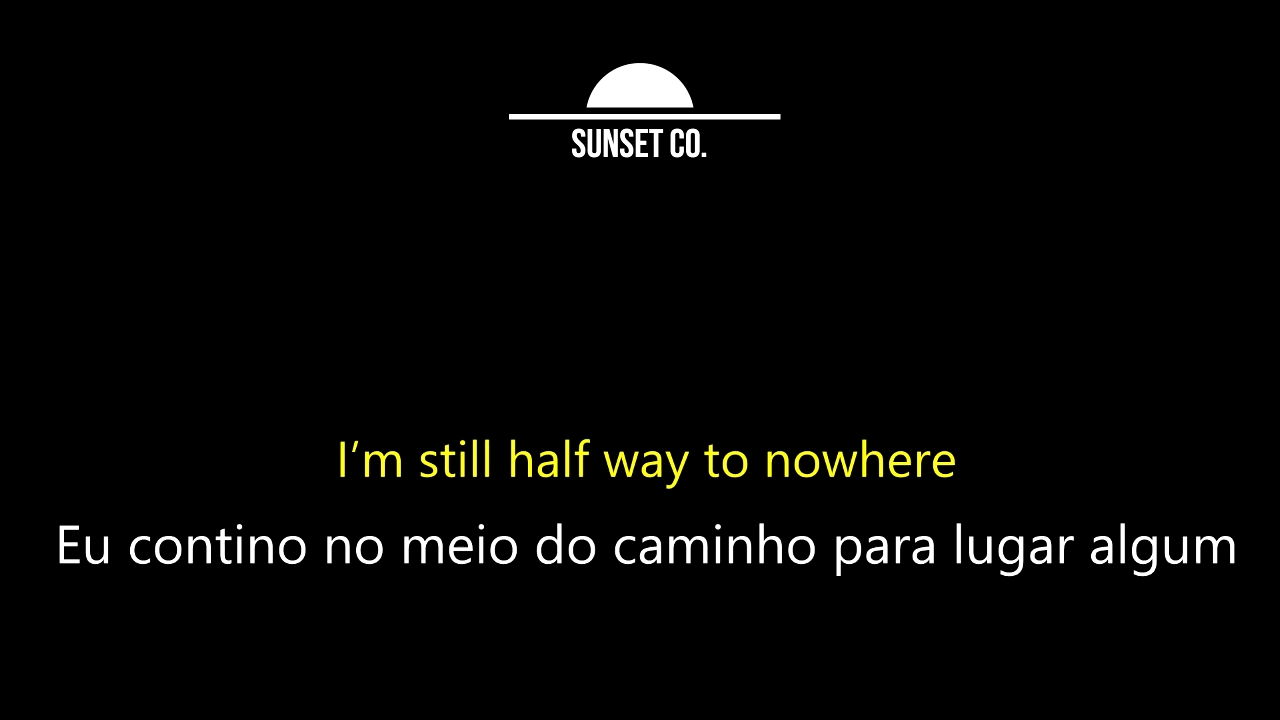 SUNSET CO.
I’m still half way to nowhere
Eu contino no meio do caminho para lugar algum